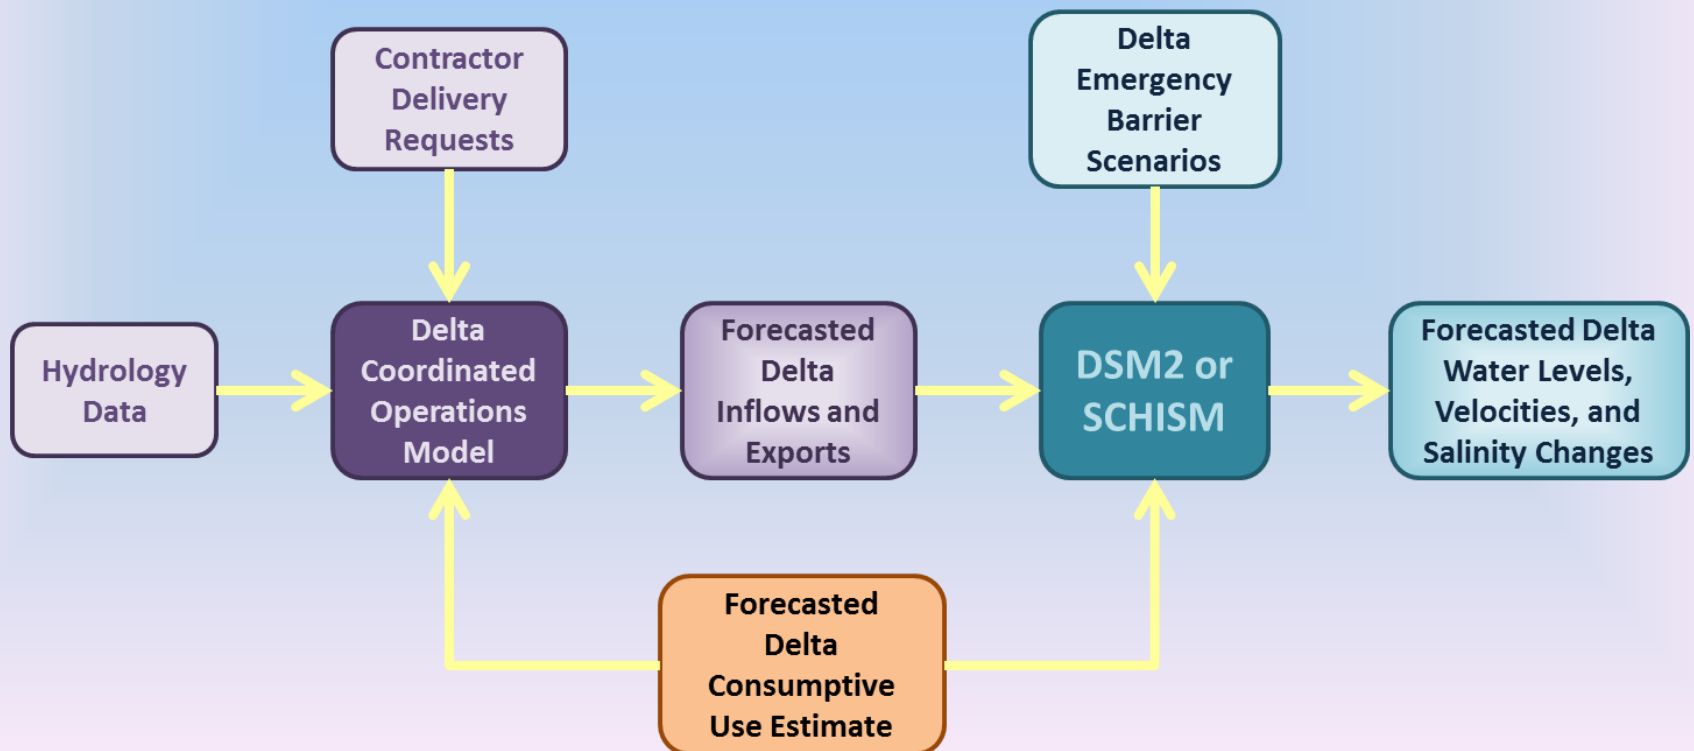 Contractor
Delivery
Requests
Delta
Emergency
Barrier
Scenarios
Hydrology
Data
Delta
Coordinated
Operations
Model
Forecasted
Delta
Inflows and
Exports
DSM2 or
SCHISM
Forecasted Delta
Water Levels,
Velocities, and
Salinity Changes
Forecasted
Delta
Consumptive
Use Estimate